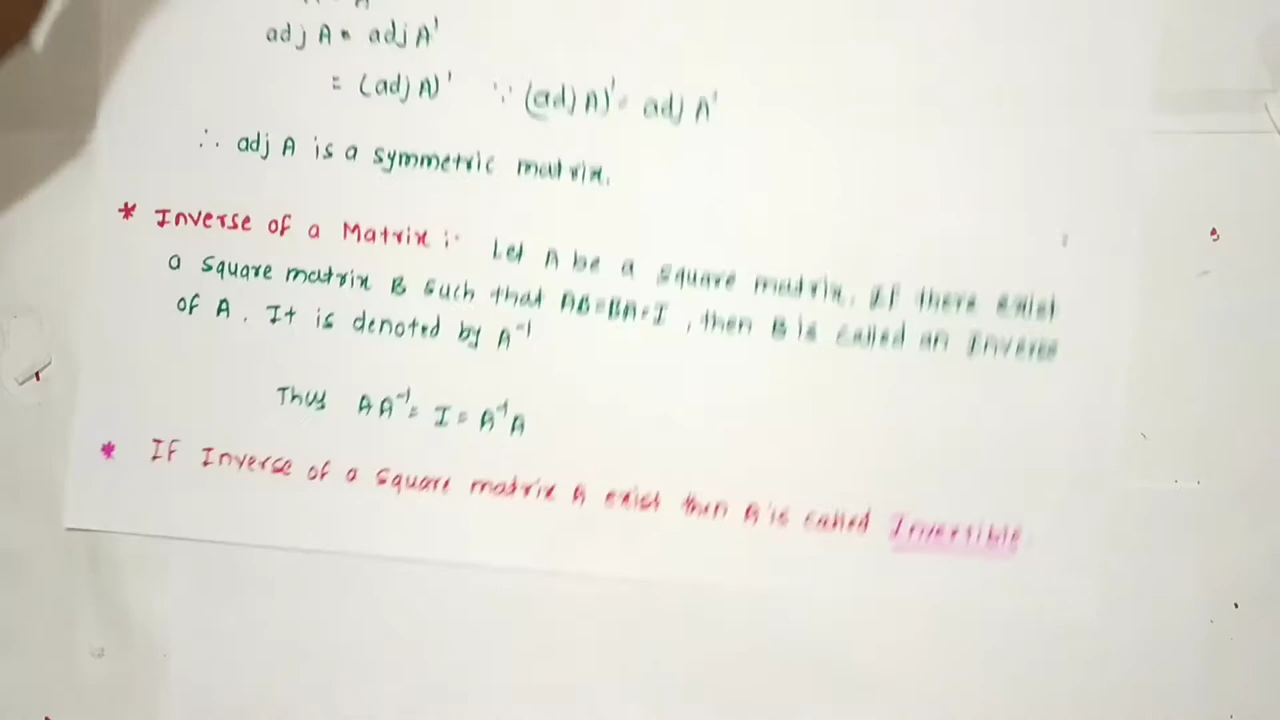 adj A = adj A'
= (adj A)' ∵ (adj A)' = adj A'
∴ adj A is a symmetric matrix.
* Inverse of a Matrix :- Let A be a square matrix. If there exist
a square matrix B such that AB=BA=I, then B is called an Inverse
of A. It is denoted by A⁻¹
Thus AA⁻¹ = I = A⁻¹A
* If Inverse of a square matrix A exist then A is called Invertible